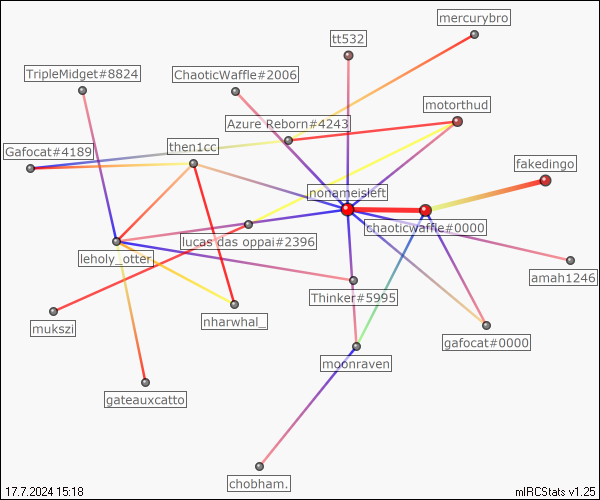 mercurybro
tt532
TripleMidget#8824
ChaoticWaffle#2006
motorthud
Azure Reborn#4243
Gafocat#4189
then1cc
fakedingo
nonameisleft
chaoticwaffle#0000
lucas das oppai#2396
leholy_otter
amah1246
Thinker#5995
mukszi
nharwhal_
gafocat#0000
moonraven
gateauxcatto
chobham.
17.7.2024 15:18
mIRCStats v1.25